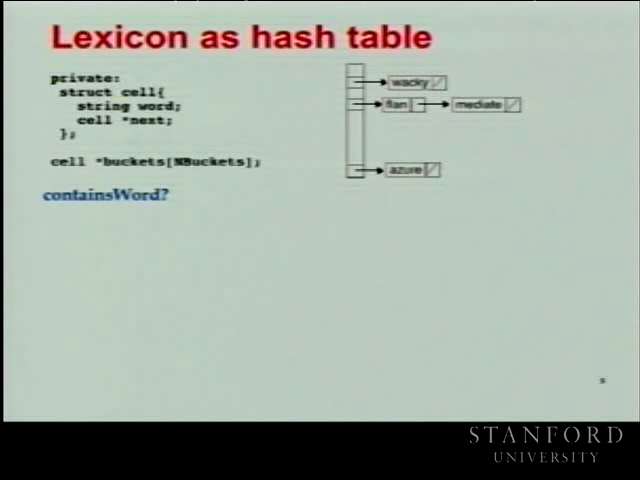 Lexicon as hash table
private:
struct cell{
string word;
cell *next;
};
cell *buckets[NBuckets];
containsWord?
wacky
flan mediate
azure
STANFORD
UNIVERSITY